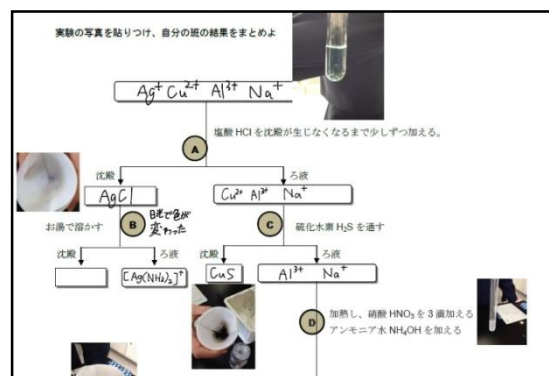 実験の写真を貼りつけ、自分の班の結果をまとめよ
Ag⁺ Cu²⁺ Al³⁺ Na⁺
塩酸 HCl を沈殿が生じなくなるまで少しずつ加える。
A
沈殿
ろ液
AgCl
Cu²⁺ Al³⁺ Na⁺
お湯で溶かす
B
日光で色が
変わった
C
硫化水素 H₂S を通す
沈殿
ろ液
沈殿
ろ液
[Ag(NH₃)₂]⁺
CuS
Al³⁺ Na⁺
D
加熱し、硝酸 HNO₃ を 3 滴加える
アンモニア水 NH₄OH を加える